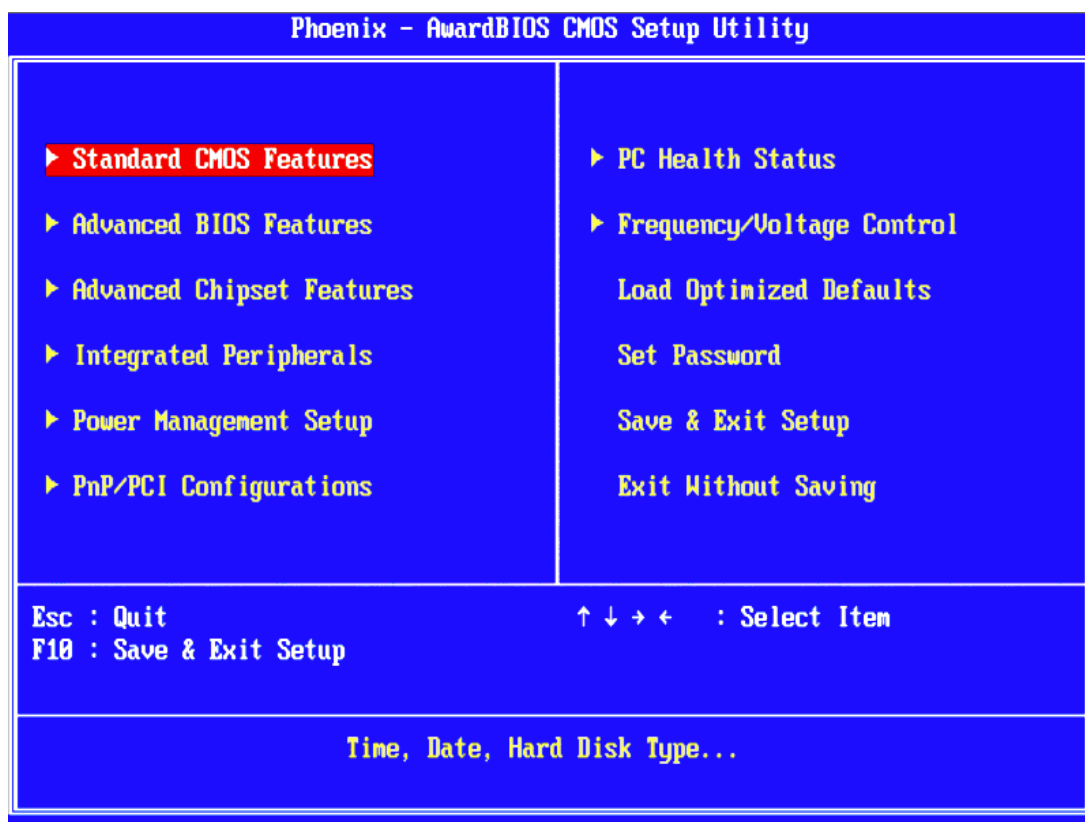 Phoenix - AwardBIOS CMOS Setup Utility
▶ Standard CMOS Features
▶ Advanced BIOS Features
▶ Advanced Chipset Features
▶ Integrated Peripherals
▶ Power Management Setup
▶ PnP/PCI Configurations
▶ PC Health Status
▶ Frequency/Voltage Control
Load Optimized Defaults
Set Password
Save & Exit Setup
Exit Without Saving
Esc : Quit
F10 : Save & Exit Setup
↑ ↓ → ← : Select Item
Time, Date, Hard Disk Type...